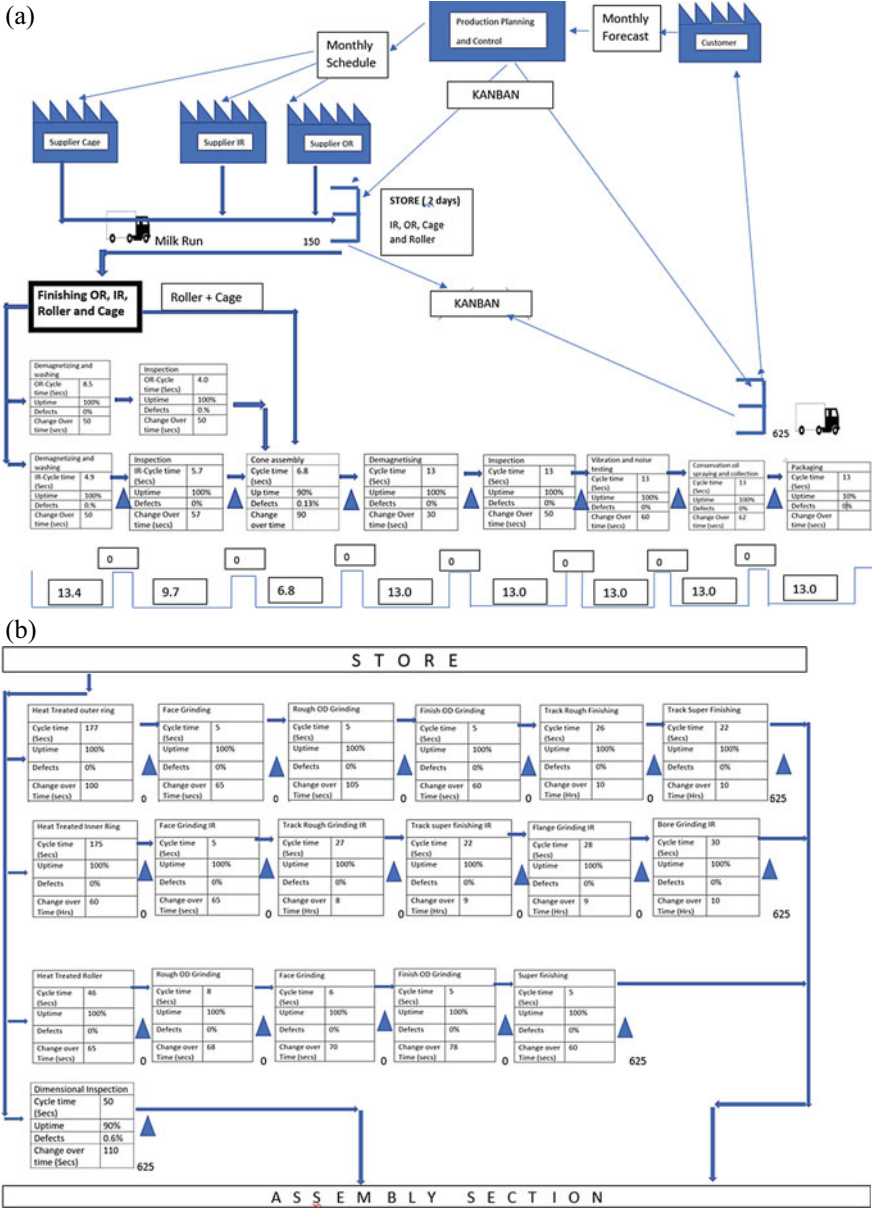 (a)
Production Planning
and Control
Monthly
Forecast
Customer
Monthly
Schedule
KANBAN
Supplier Cage
Supplier IR
Supplier OR
STORE ( 2 days)
IR, OR, Cage
and Roller
Milk Run
150
Finishing OR, IR,
Roller and Cage
Roller + Cage
KANBAN
625
Demagnetizing and
washing
OR-Cycle
time (Secs)
8.5
Uptime
100%
Defects
0%
Change Over
time (secs)
50
Inspection
OR-Cycle
time (Secs)
4.0
Uptime
100%
Defects
0.%
Change Over
time (Secs)
50
Demagnetizing and
washing
IR-Cycle time
(Secs)
4.9
Uptime
100%
Defects
0.%
Change Over
time (Secs)
50
Inspection
IR-Cycle time
(Secs)
5.7
Uptime
100%
Defects
0%
Change Over
time (secs)
57
Cone assembly
Cycle time
(Secs)
6.8
Up time
90%
Defects
0.13%
Change
over time
90
Demagnetising
Cycle time
(Secs)
13
Uptime
100%
Defects
0%
Change Over
time (secs)
30
Inspection
Cycle time
(Secs)
13
Uptime
100%
Defects
0%
Change Over
time (secs)
50
Vibration and noise
testing
Cycle time
(Secs)
13
Uptime
100%
Defects
0%
Change Over
time (secs)
60
Conservation oil
spraying and collection
Cycle time
(Secs)
13
Uptime
100%
Defects
0%
Change Over
time (Secs)
62
Packaging
Cycle time
(Secs)
13
Uptime
10%
Defects
0%
Change Over
time (secs)
0
0
0
0
0
0
0
13.4
9.7
6.8
13.0
13.0
13.0
13.0
13.0
(b)
STORE
Heat Treated outer ring
Cycle time
(Secs)
177
Uptime
100%
Defects
0%
Change over
Time (secs)
100
0
Face Grinding
Cycle time
(Secs)
5
Uptime
100%
Defects
0%
Change over
Time (Secs)
65
0
Rough OD Grinding
Cycle time
(Secs)
5
Uptime
100%
Defects
0%
Change over
Time (secs)
105
0
Finish OD Grinding
Cycle time
(Secs)
5
Uptime
100%
Defects
0%
Change over
Time (secs)
60
0
Track Rough Finishing
Cycle time
(Secs)
26
Uptime
100%
Defects
0%
Change over
Time (Hrs)
10
0
Track Super Finishing
Cycle time
(Secs)
22
Uptime
100%
Defects
0%
Change over
Time (Hrs)
10
625
Heat Treated Inner Ring
Cycle time
(Secs)
175
Uptime
100%
Defects
0%
Change over
Time (Hrs)
60
0
Face Grinding IR
Cycle time
(Secs)
5
Uptime
100%
Defects
0%
Change over
Time (secs)
65
0
Track Rough Grinding IR
Cycle time
(Secs)
27
Uptime
100%
Defects
0%
Change over
Time (Hrs)
8
0
Track super finishing IR
Cycle time
(Secs)
22
Uptime
100%
Defects
0%
Change over
Time (Hrs)
9
0
Flange Grinding IR
Cycle time
(Secs)
28
Uptime
100%
Defects
0%
Change over
Time (Hrs)
9
0
Bore Grinding IR
Cycle time
(Secs)
30
Uptime
100%
Defects
0%
Change over
Time (Hrs)
10
625
Heat Treated Roller
Cycle time
(Secs)
46
Uptime
100%
Defects
0%
Change over
Time (secs)
65
0
Rough OD Grinding
Cycle time
(Secs)
8
Uptime
100%
Defects
0%
Change over
Time (secs)
68
0
Face Grinding
Cycle time
(Secs)
6
Uptime
100%
Defects
0%
Change over
Time (secs)
70
0
Finish OD Grinding
Cycle time
(Secs)
5
Uptime
100%
Defects
0%
Change over
Time (secs)
78
0
Super finishing
Cycle time
(Secs)
5
Uptime
100%
Defects
0%
Change over
Time (secs)
60
625
Dimensional Inspection
Cycle time
(Secs)
50
Uptime
90%
Defects
0.6%
Change over
time (Secs)
110
625
ASSEMBLY SECTION